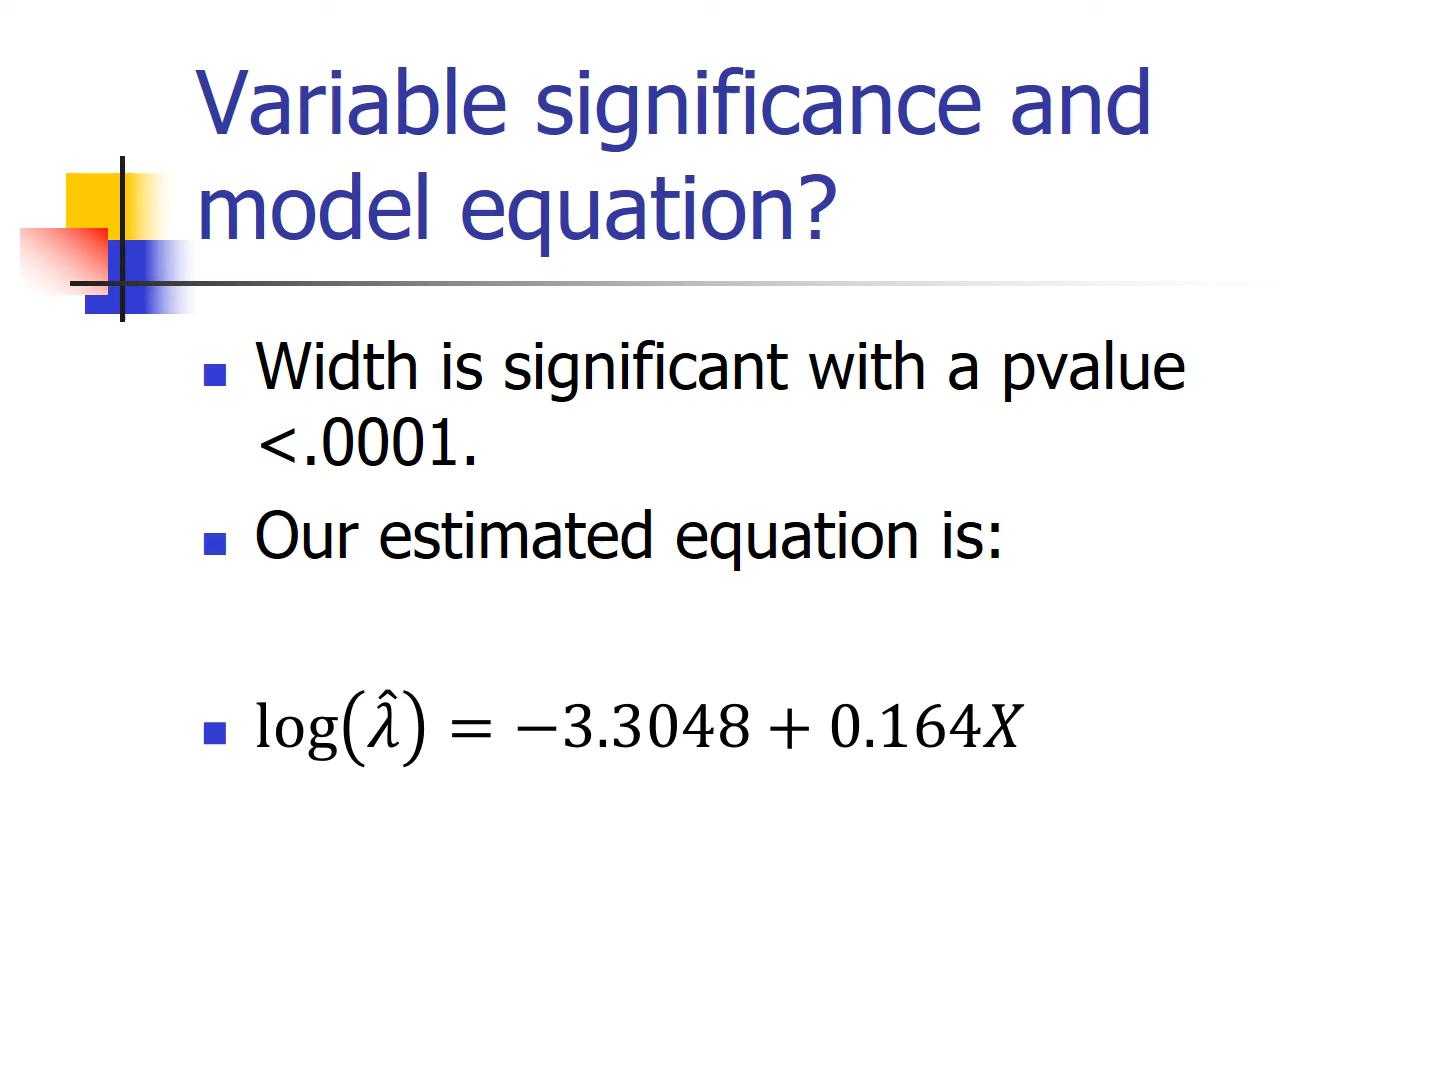 Variable significance and
model equation?
Width is significant with a pvalue
<.0001.
Our estimated equation is:
log(λ̂) = −3.3048 + 0.164X